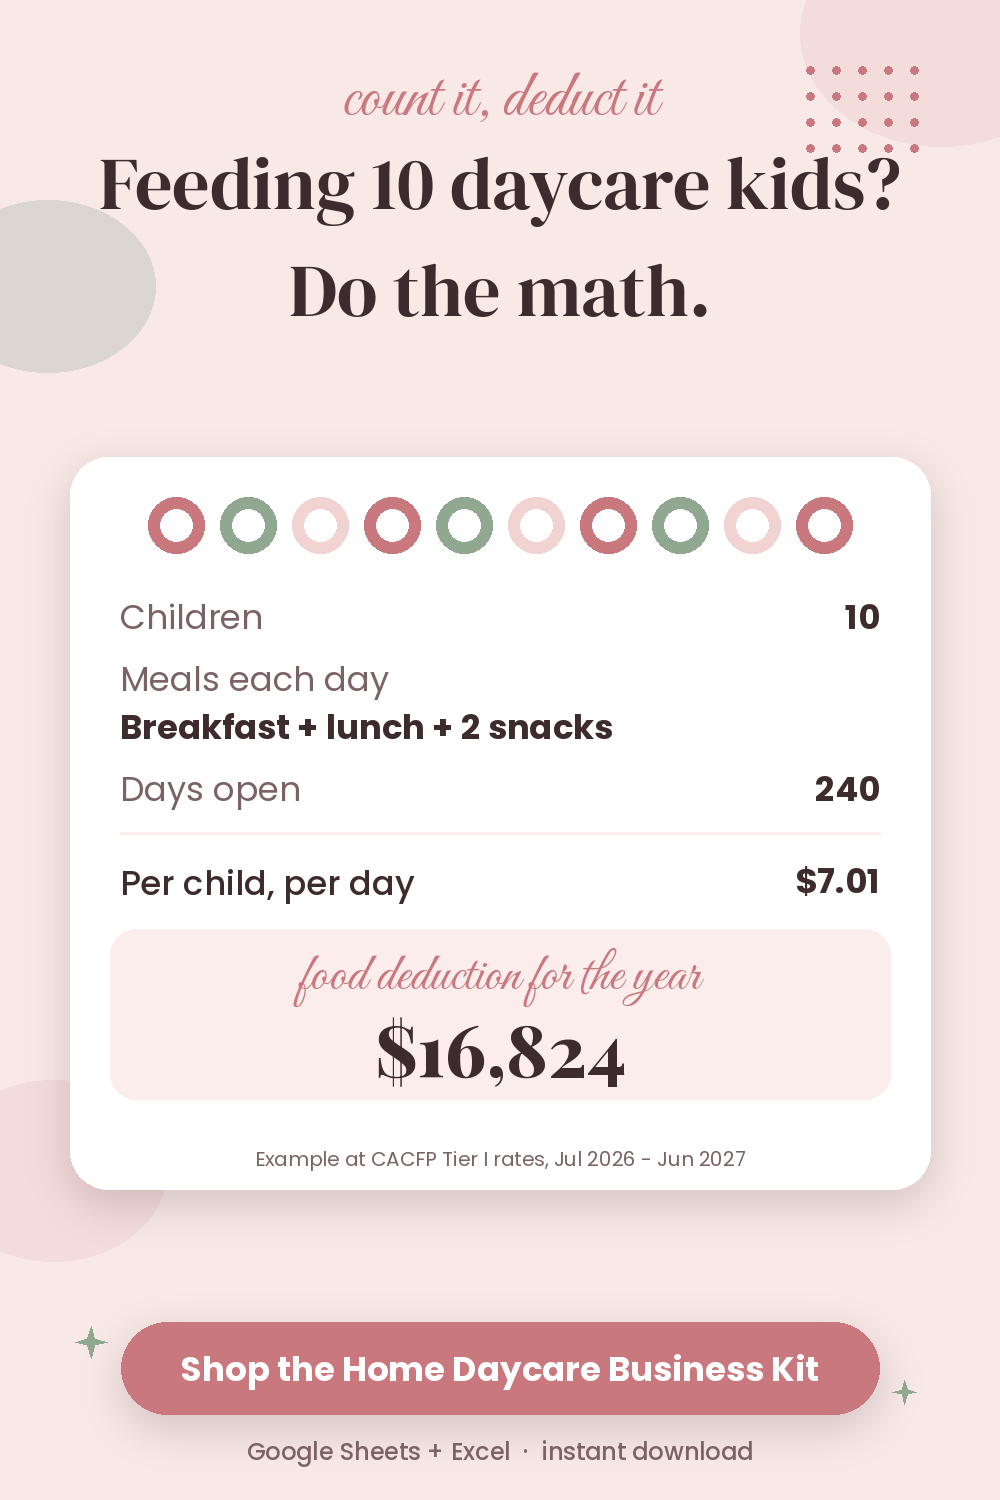 count it, deduct it
Feeding 10 daycare kids?
Do the math.
Children 10
Meals each day
Breakfast + lunch + 2 snacks
Days open 240
Per child, per day $7.01
food deduction for the year
$16,824
Example at CACFP Tier I rates, Jul 2026 - Jun 2027
Shop the Home Daycare Business Kit
Google Sheets + Excel · instant download